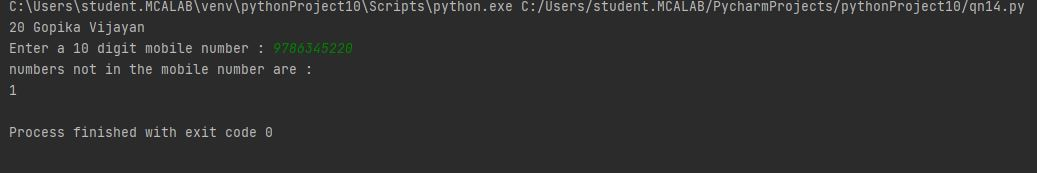 C:\Users\student.MCALAB\venv\pythonProject10\Scripts\python.exe C:/Users/student.MCALAB/PycharmProjects/pythonProject10/qn14.py
20 Gopika Vijayan
Enter a 10 digit mobile number : 9786345220
numbers not in the mobile number are :
1
Process finished with exit code 0